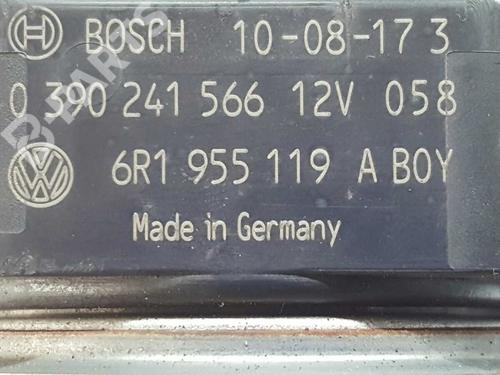 BOSCH 10-08-17 3
0 390 241 566 12V 058
6R1 955 119 A BOY
Made in Germany